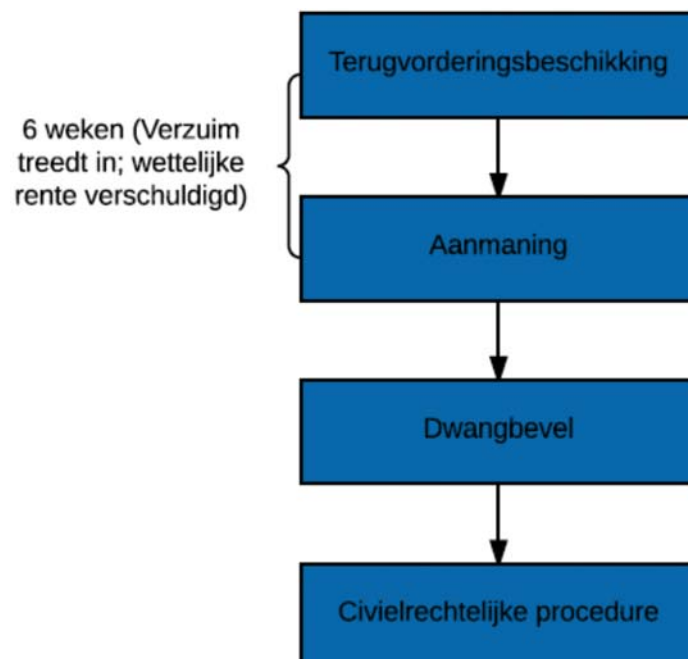 Terugvorderingsbeschikking
6 weken (Verzuim
treedt in; wettelijke
rente verschuldigd)
Aanmaning
Dwangbevel
Civielrechtelijke procedure